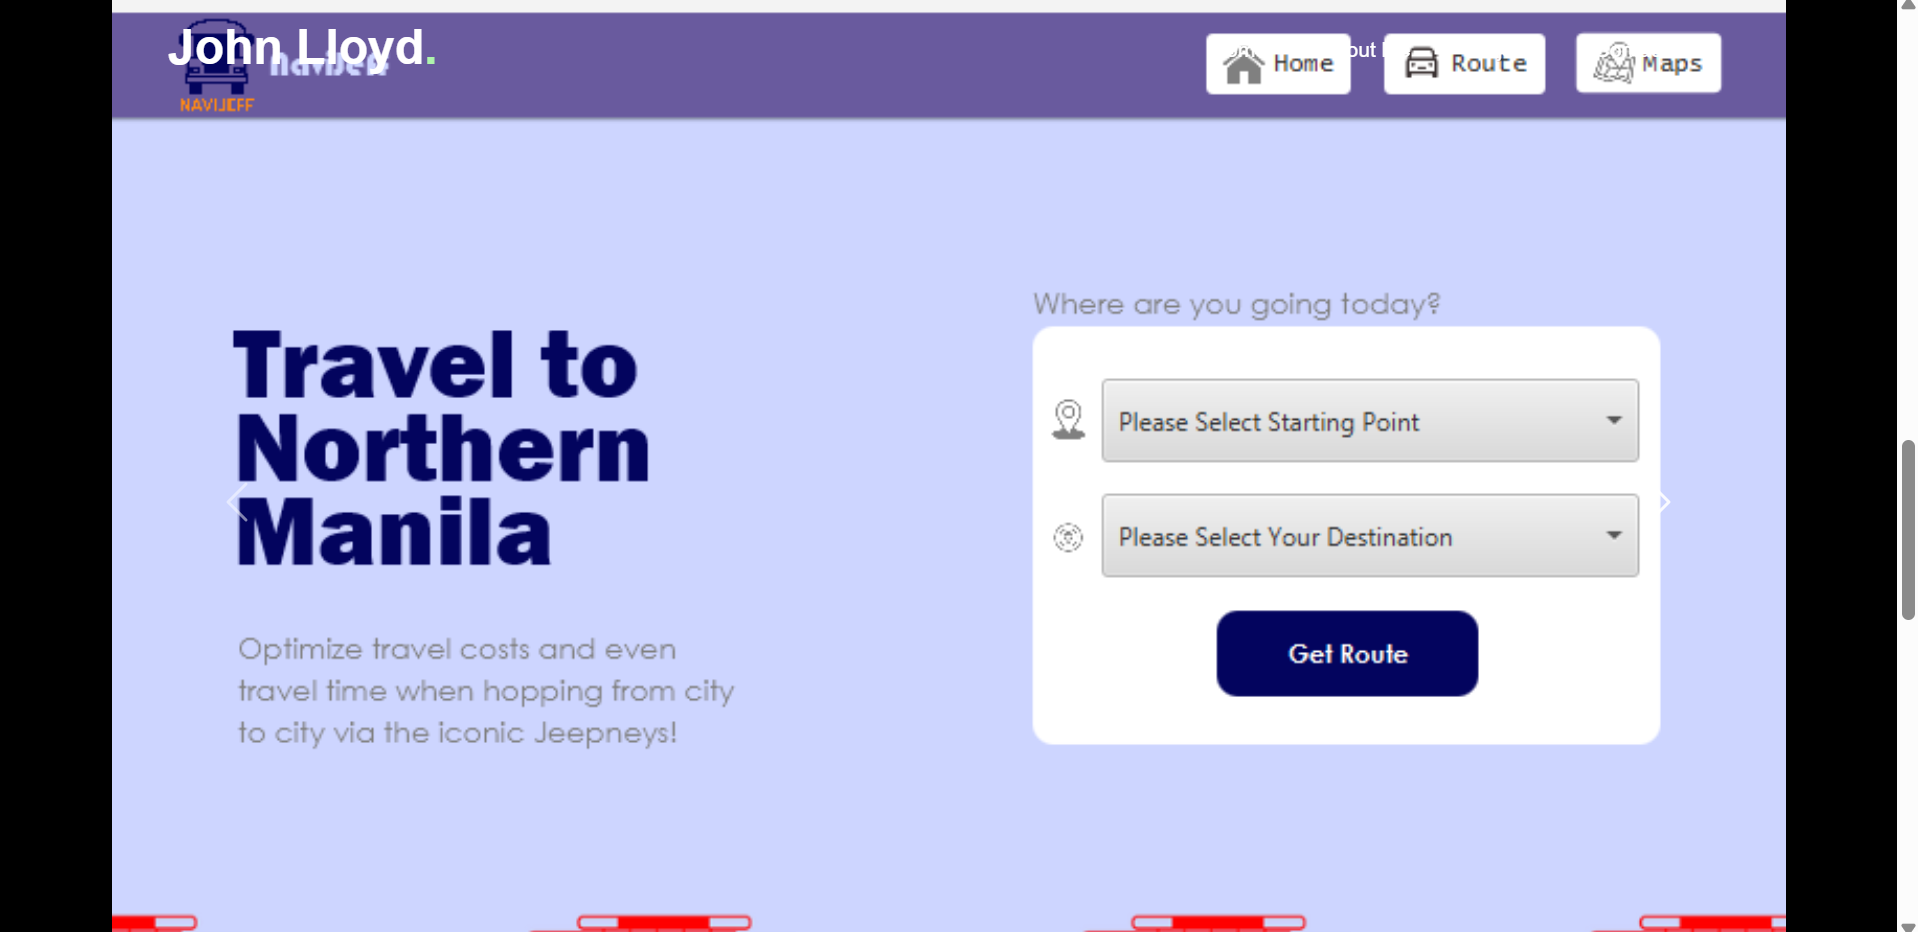 John Lloyd.
NaviJeff
NAVIJEFF
Home
Route
Maps
Where are you going today?
Travel to
Northern
Manila
Please Select Starting Point
Please Select Your Destination
Get Route
Optimize travel costs and even
travel time when hopping from city
to city via the iconic Jeepneys!